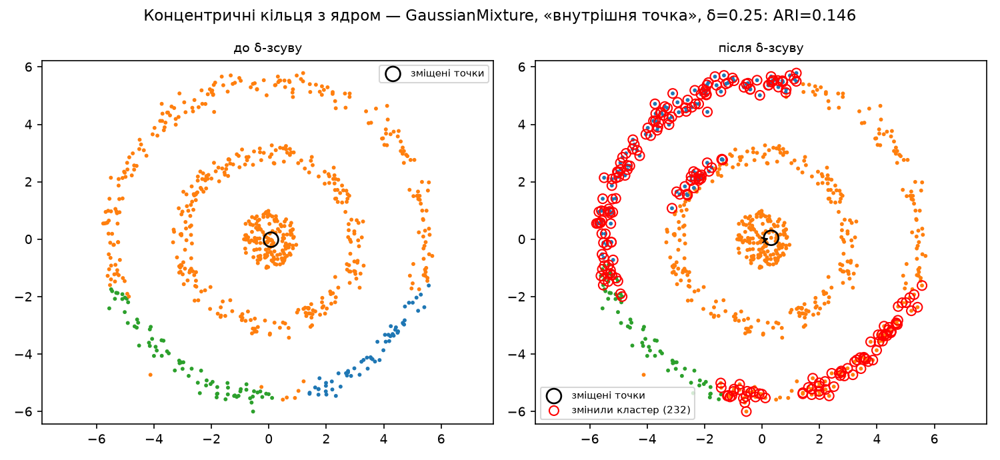 Концентричні кільця з ядром — GaussianMixture, «внутрішня точка», δ=0.25: ARI=0.146
до δ-зсуву
зміщені точки
6
4
2
0
−2
−4
−6
−6 −4 −2 0 2 4 6
після δ-зсуву
6
4
2
0
−2
−4
−6
зміщені точки
змінили кластер (232)
−6 −4 −2 0 2 4 6